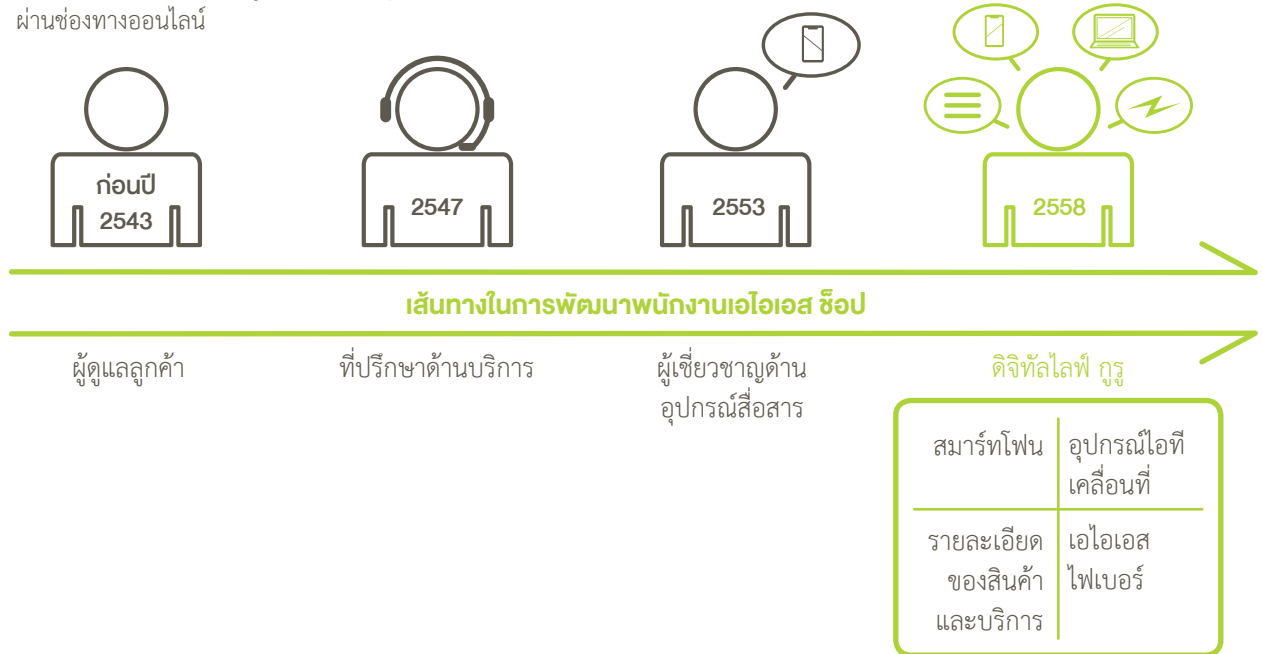 ผ่านช่องทางออนไลน์
ก่อนปี
2543
2547
2553
2558
เส้นทางในการพัฒนาพนักงานเอไอเอส ช็อป
ผู้ดูแลลูกค้า
ที่ปรึกษาด้านบริการ
ผู้เชี่ยวชาญด้าน
อุปกรณ์สื่อสาร
ดิจิทัลไลฟ์ กูรู
สมาร์ทโฟน
อุปกรณ์ไอที
เคลื่อนที่
รายละเอียด
ของสินค้า
และบริการ
เอไอเอส
ไฟเบอร์